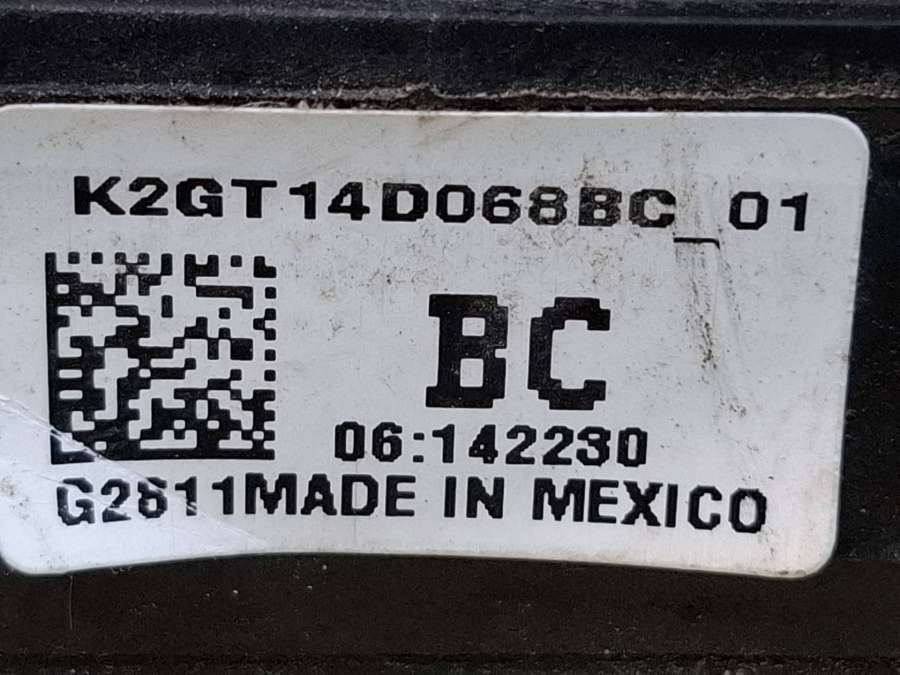 K2GT14D068BC_01
BC
06:142230
G2611MADE IN MEXICO